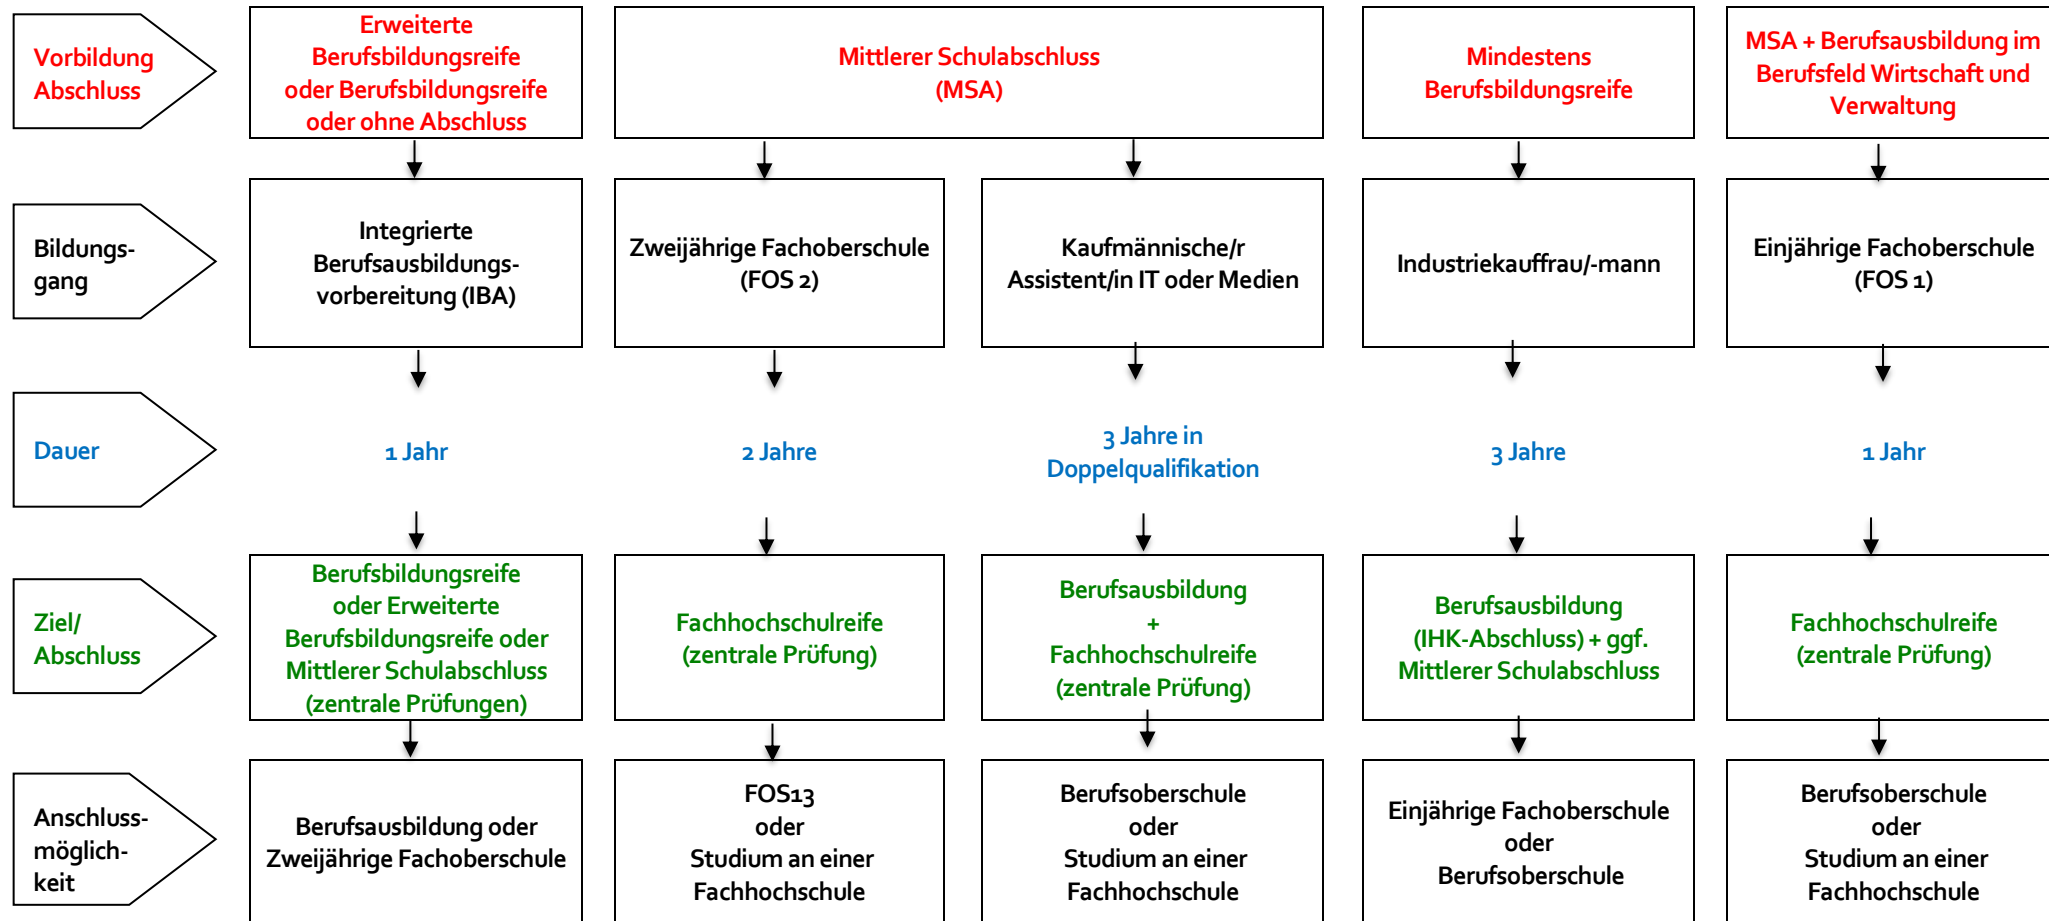 Vorbildung
Abschluss
Erweiterte
Berufsbildungsreife
oder Berufsbildungsreife
oder ohne Abschluss
Mittlerer Schulabschluss
(MSA)
Mindestens
Berufsbildungsreife
MSA + Berufsausbildung im
Berufsfeld Wirtschaft und
Verwaltung
Bildungs-
gang
Integrierte
Berufsausbildungs-
vorbereitung (IBA)
Zweijährige Fachoberschule
(FOS 2)
Kaufmännische/r
Assistent/in IT oder Medien
Industriekauffrau/-mann
Einjährige Fachoberschule
(FOS 1)
Dauer
1 Jahr
2 Jahre
3 Jahre in
Doppelqualifikation
3 Jahre
1 Jahr
Ziel/
Abschluss
Berufsbildungsreife
oder Erweiterte
Berufsbildungsreife oder
Mittlerer Schulabschluss
(zentrale Prüfungen)
Fachhochschulreife
(zentrale Prüfung)
Berufsausbildung
+
Fachhochschulreife
(zentrale Prüfung)
Berufsausbildung
(IHK-Abschluss) + ggf.
Mittlerer Schulabschluss
Fachhochschulreife
(zentrale Prüfung)
Anschluss-
möglich-
keit
Berufsausbildung oder
Zweijährige Fachoberschule
FOS13
oder
Studium an einer
Fachhochschule
Berufsoberschule
oder
Studium an einer
Fachhochschule
Einjährige Fachoberschule
oder
Berufsoberschule
Berufsoberschule
oder
Studium an einer
Fachhochschule